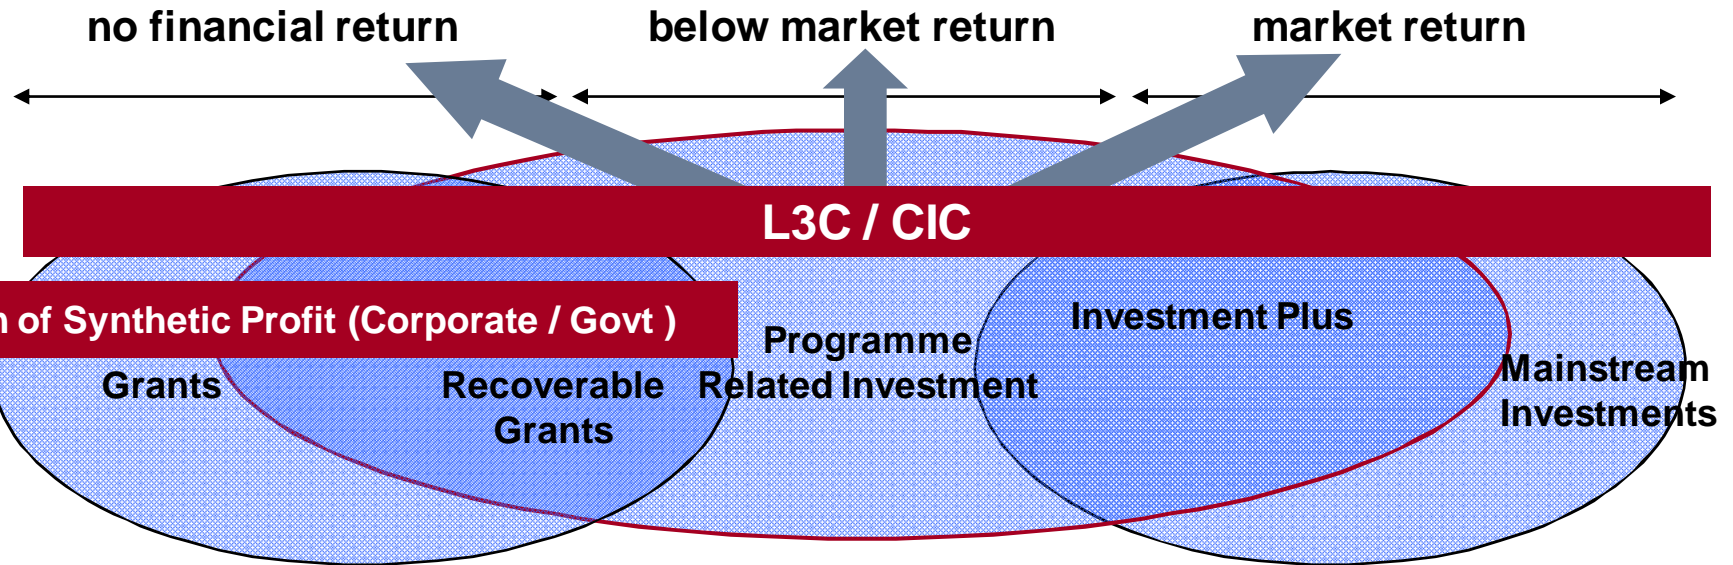 no financial return
below market return
market return
L3C / CIC
of Synthetic Profit (Corporate / Govt )
Investment Plus
Programme
Related Investment
Grants
Recoverable
Grants
Mainstream
Investments